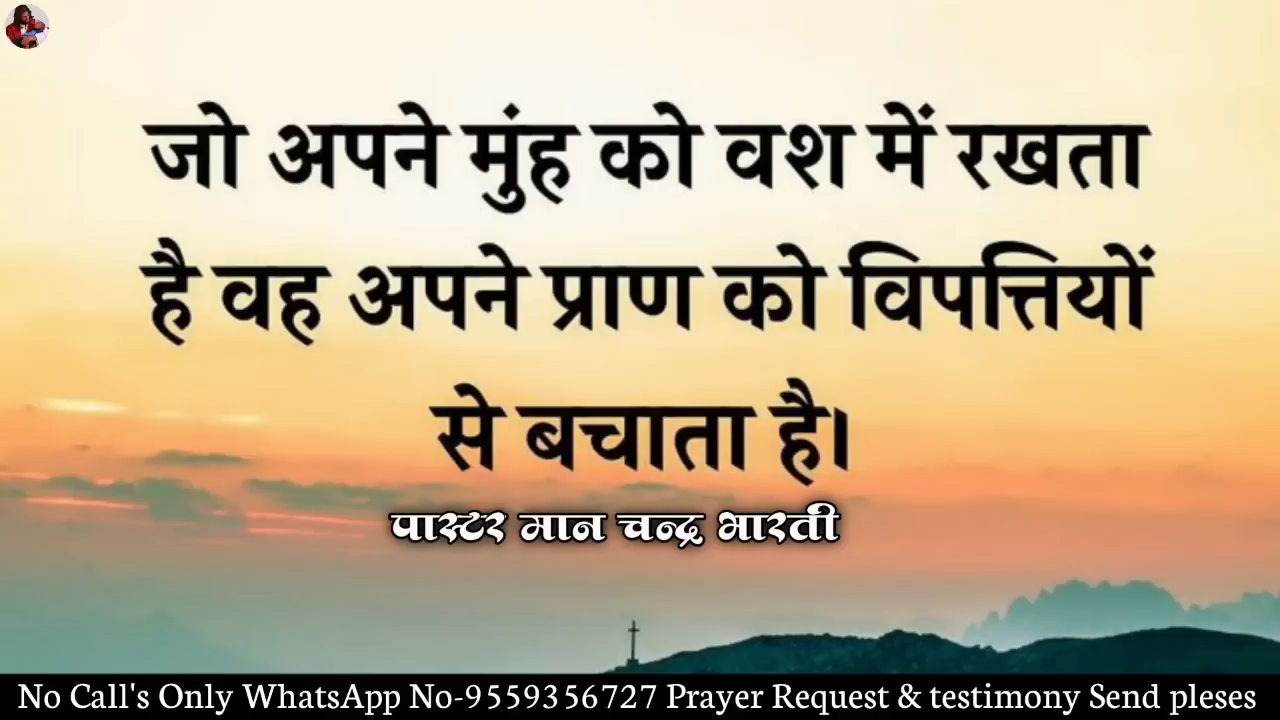 जो अपने मुंह को वश में रखता
है वह अपने प्राण को विपत्तियों
से बचाता है।
पास्टर मान चन्द्र भारती
No Call's Only WhatsApp No-9559356727 Prayer Request & testimony Send pleses